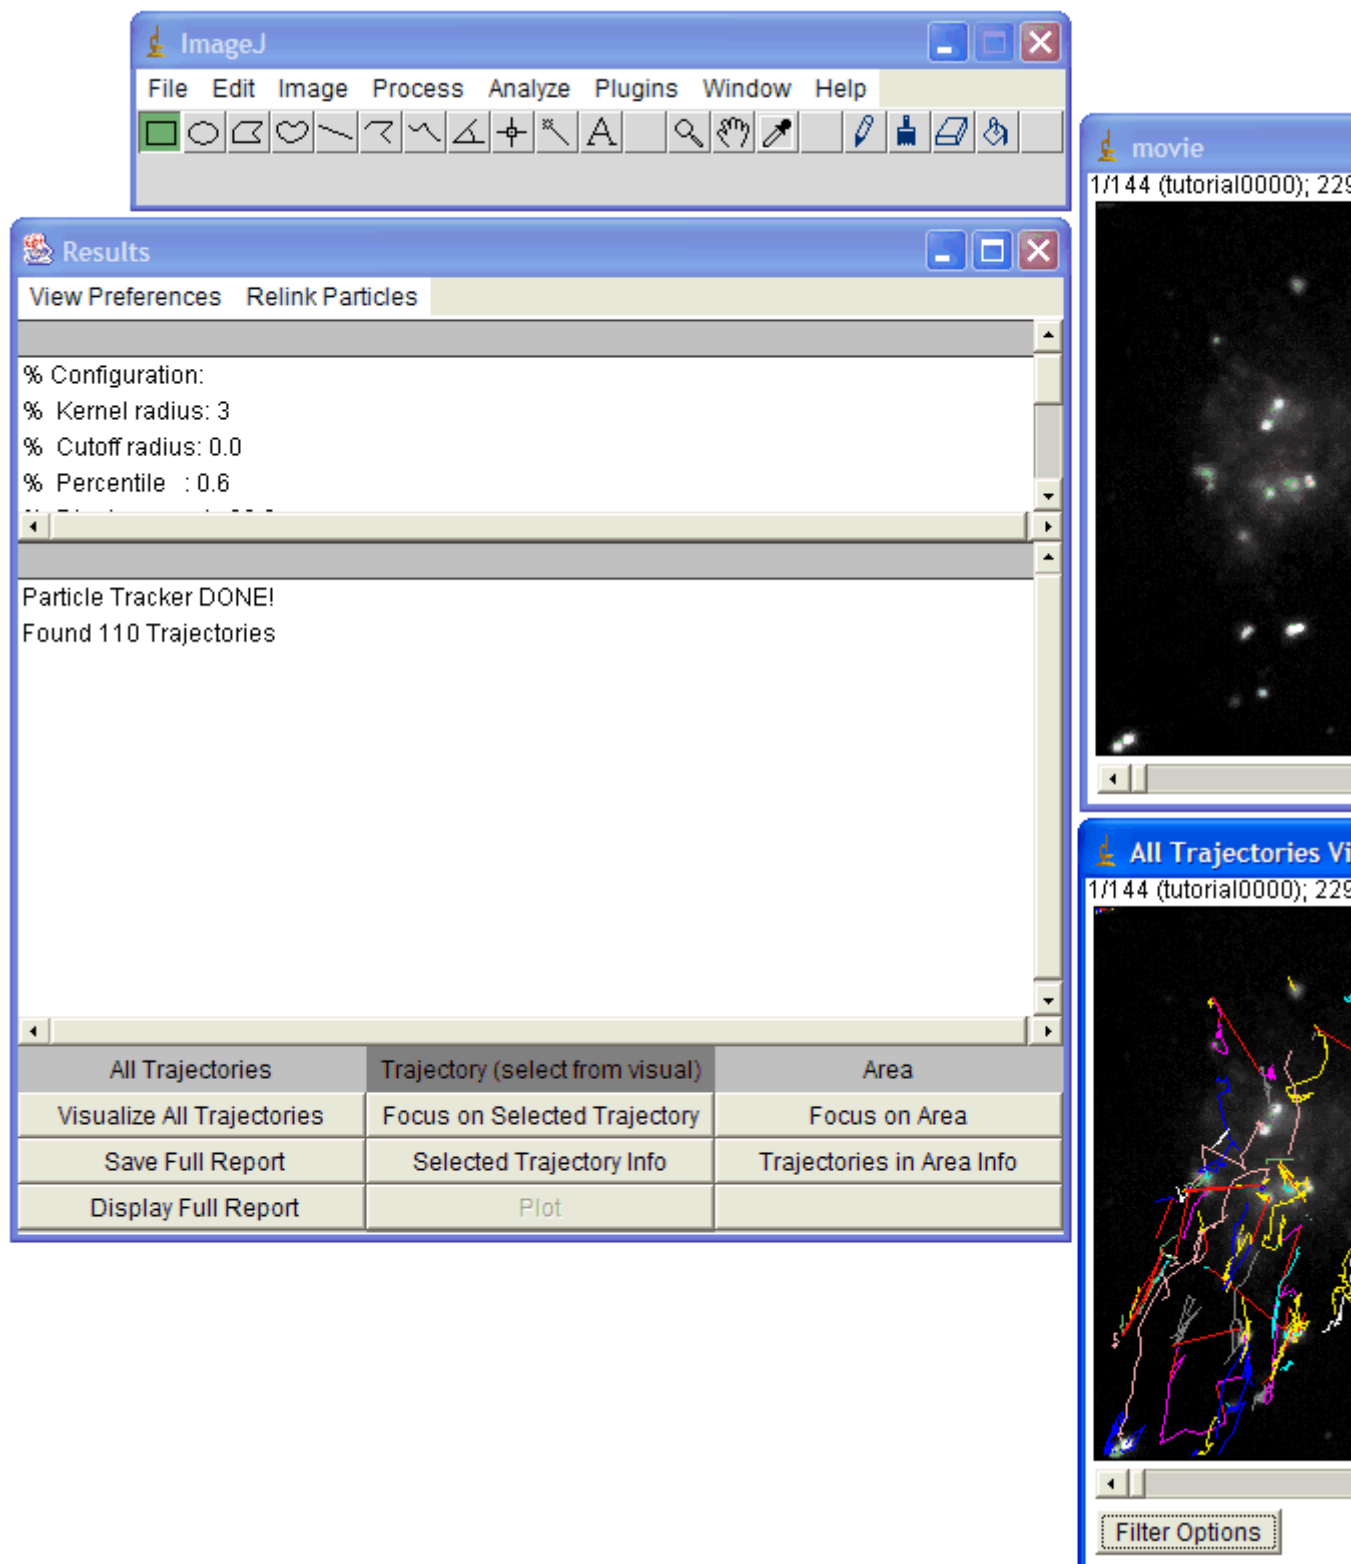 ImageJ
File Edit Image Process Analyze Plugins Window Help
Results
View Preferences Relink Particles
% Configuration:
% Kernel radius: 3
% Cutoff radius: 0.0
% Percentile : 0.6
Particle Tracker DONE!
Found 110 Trajectories
All Trajectories Trajectory (select from visual) Area
Visualize All Trajectories Focus on Selected Trajectory Focus on Area
Save Full Report Selected Trajectory Info Trajectories in Area Info
Display Full Report Plot
movie
1/144 (tutorial0000); 229
All Trajectories Vi
1/144 (tutorial0000); 229
Filter Options